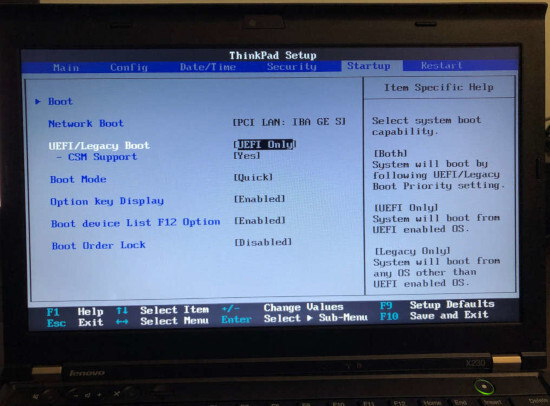 ThinkPad Setup
Main Config Date/Time Security Startup Restart
Item Specific Help
► Boot
Network Boot [PCI LAN: IBA GE S]
UEFI/Legacy Boot [UEFI Only]
- CSM Support [Yes]
Boot Mode [Quick]
Option key Display [Enabled]
Boot device List F12 Option [Enabled]
Boot Order Lock [Disabled]
Select system boot
capability.
[Both]
System will boot by
following UEFI/Legacy
Boot Priority setting.
[UEFI Only]
System will boot from
UEFI enabled OS.
[Legacy Only]
System will boot from
any OS other than
UEFI enabled OS.
F1 Help ↑↓ Select Item +/- Change Values F9 Setup Defaults
Esc Exit ↔ Select Menu Enter Select ► Sub-Menu F10 Save and Exit
lenovo
X230
Home End Insert Delete